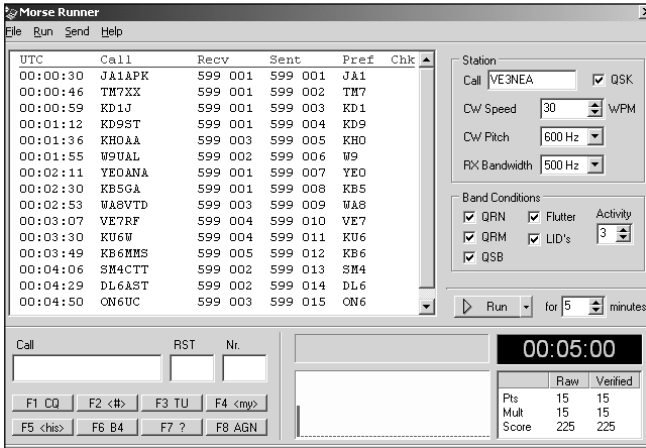 Morse Runner
File Run Send Help
UTC Call Recv Sent Pref Chk
00:00:30 JA1APK 599 001 599 001 JA1
00:00:46 TM7XX 599 001 599 002 TM7
00:00:59 KD1J 599 001 599 003 KD1
00:01:12 KD9ST 599 001 599 004 KD9
00:01:36 KH0AA 599 003 599 005 KH0
00:01:55 W9UAL 599 002 599 006 W9
00:02:11 YE0ANA 599 001 599 007 YE0
00:02:30 KB5GA 599 001 599 008 KB5
00:02:53 WA8VTD 599 003 599 009 WA8
00:03:07 VE7RF 599 004 599 010 VE7
00:03:30 KU6W 599 004 599 011 KU6
00:03:49 KB6MMS 599 005 599 012 KB6
00:04:06 SM4CTT 599 002 599 013 SM4
00:04:29 DL6AST 599 002 599 014 DL6
00:04:50 ON6UC 599 003 599 015 ON6
Station
Call VE3NEA QSK
CW Speed 30 WPM
CW Pitch 600 Hz
RX Bandwidth 500 Hz
Band Conditions
QRN Flutter Activity
QRM LID's 3
QSB
Run for 5 minutes
Call RST Nr.
F1 CQ F2 <#> F3 TU F4 <my>
F5 <his> F6 B4 F7 ? F8 AGN
00:05:00
Raw Verified
Pts 15 15
Mult 15 15
Score 225 225